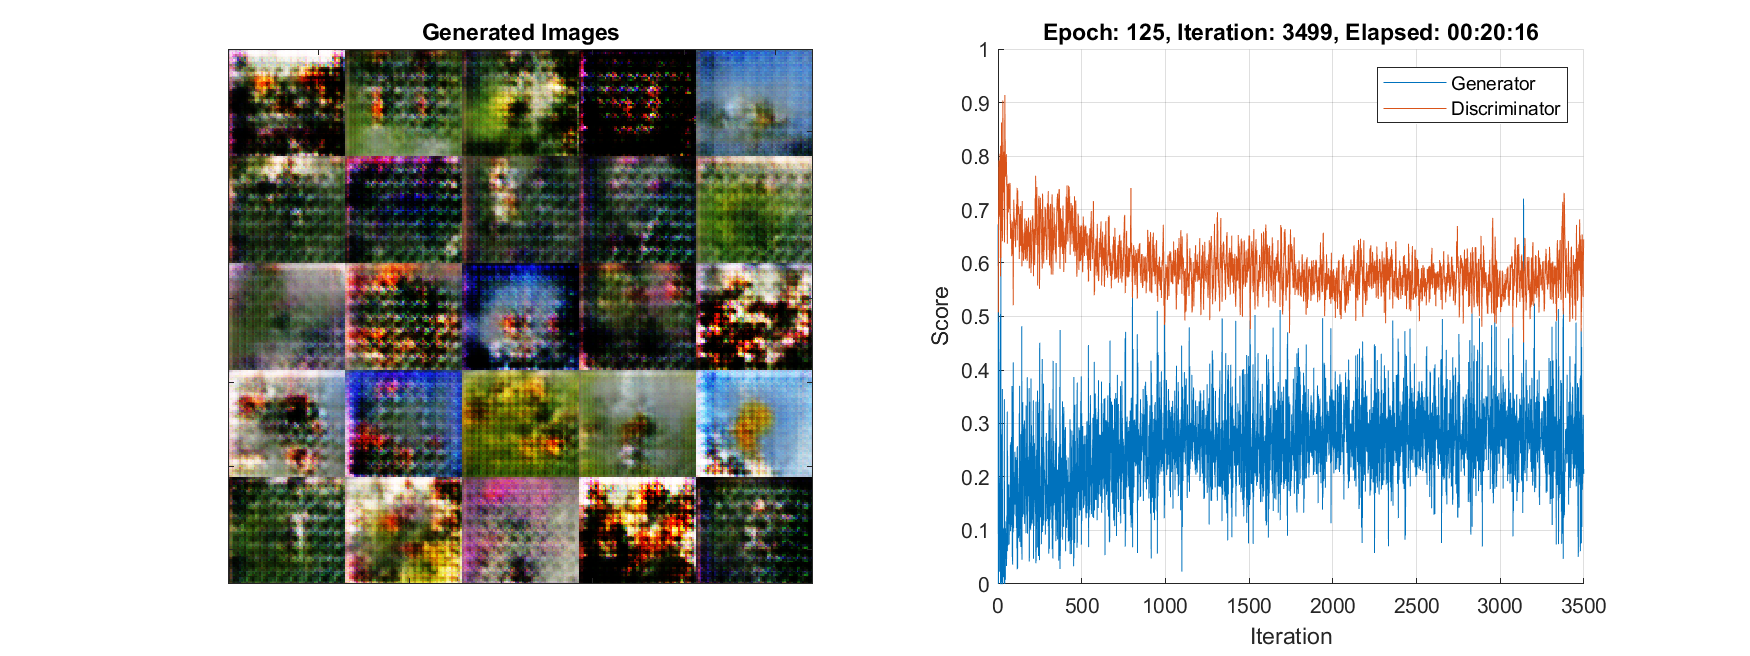 Generated Images
Epoch: 125, Iteration: 3499, Elapsed: 00:20:16
Generator
Discriminator
1
0.9
0.8
0.7
0.6
0.5
0.4
0.3
0.2
0.1
0
Score
0 500 1000 1500 2000 2500 3000 3500
Iteration